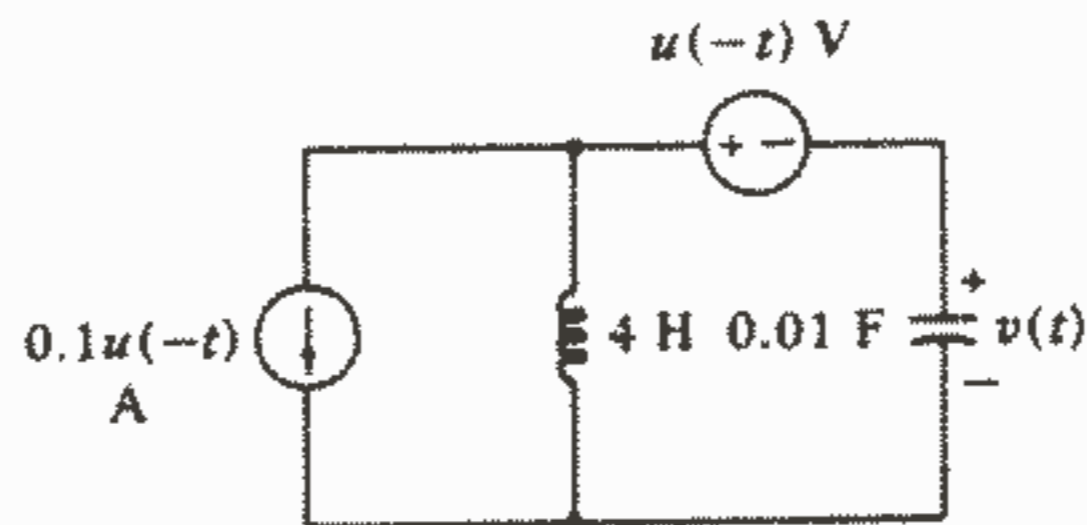 u(−t) V
+ −
0.1u(−t)
A
4 H
0.01 F
+
v(t)
−